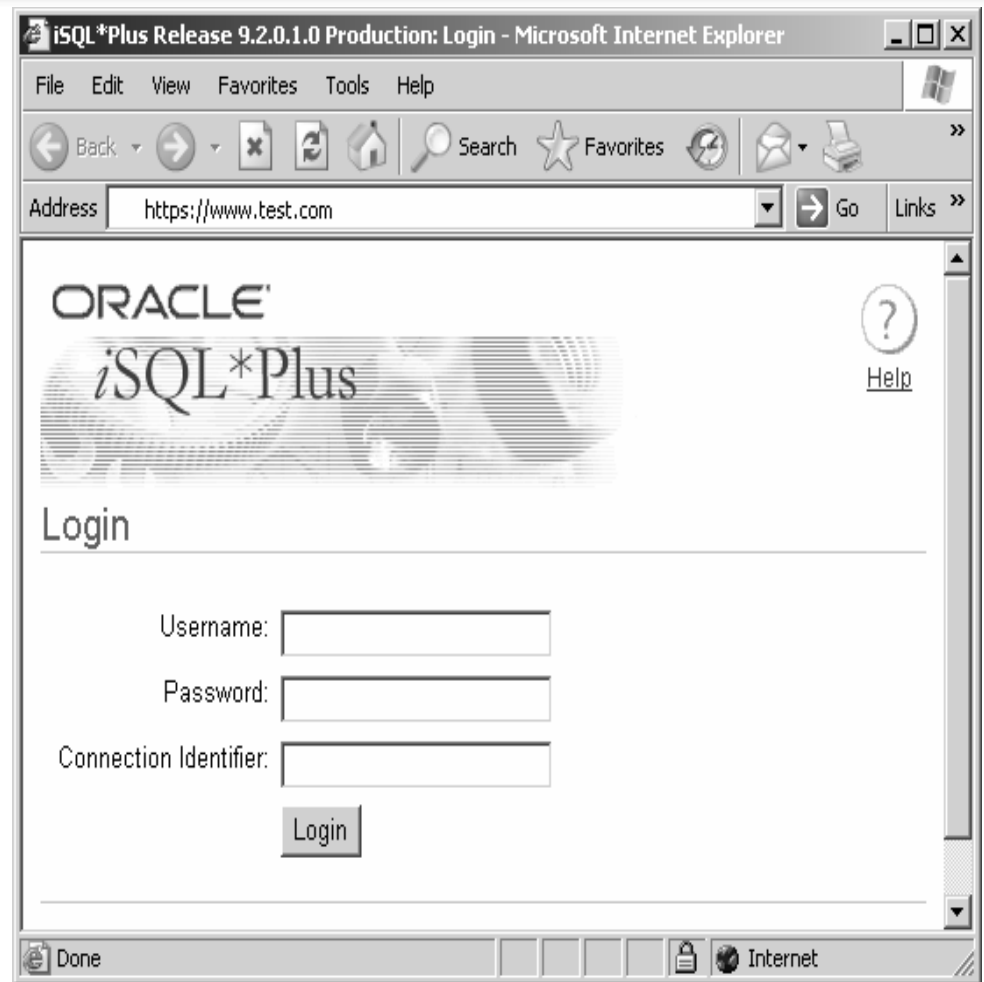 iSQL*Plus Release 9.2.0.1.0 Production: Login - Microsoft Internet Explorer
File Edit View Favorites Tools Help
Back Search Favorites »
Address https://www.test.com Go Links »
ORACLE
iSQL*Plus
?
Help
Login
Username:
Password:
Connection Identifier:
Login
Done Internet